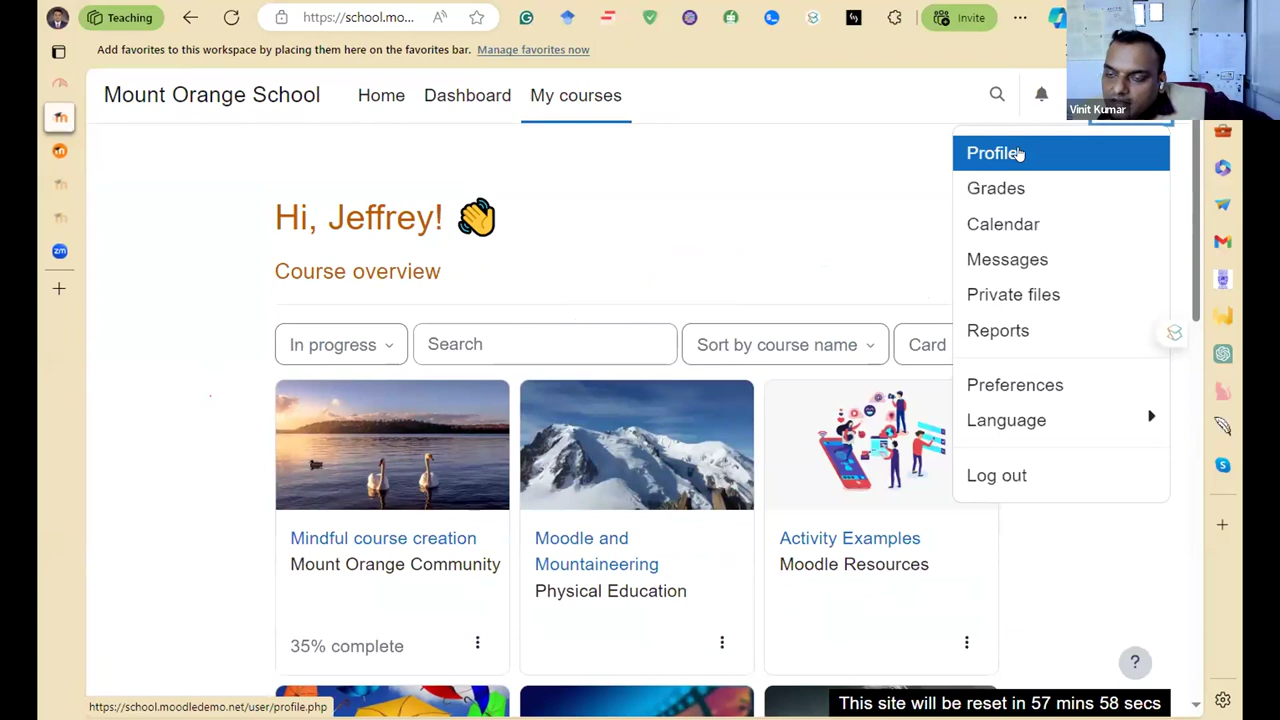 Teaching
https://school.mo...
Invite
Add favorites to this workspace by placing them here on the favorites bar. Manage favorites now
Vinit Kumar
Mount Orange School
Home
Dashboard
My courses
Profile
Grades
Calendar
Messages
Private files
Reports
Preferences
Language
Log out
Hi, Jeffrey!
Course overview
In progress
Search
Sort by course name
Card
Mindful course creation
Mount Orange Community
35% complete
Moodle and
Mountaineering
Physical Education
Activity Examples
Moodle Resources
?
https://school.moodledemo.net/user/profile.php
This site will be reset in 57 mins 58 secs